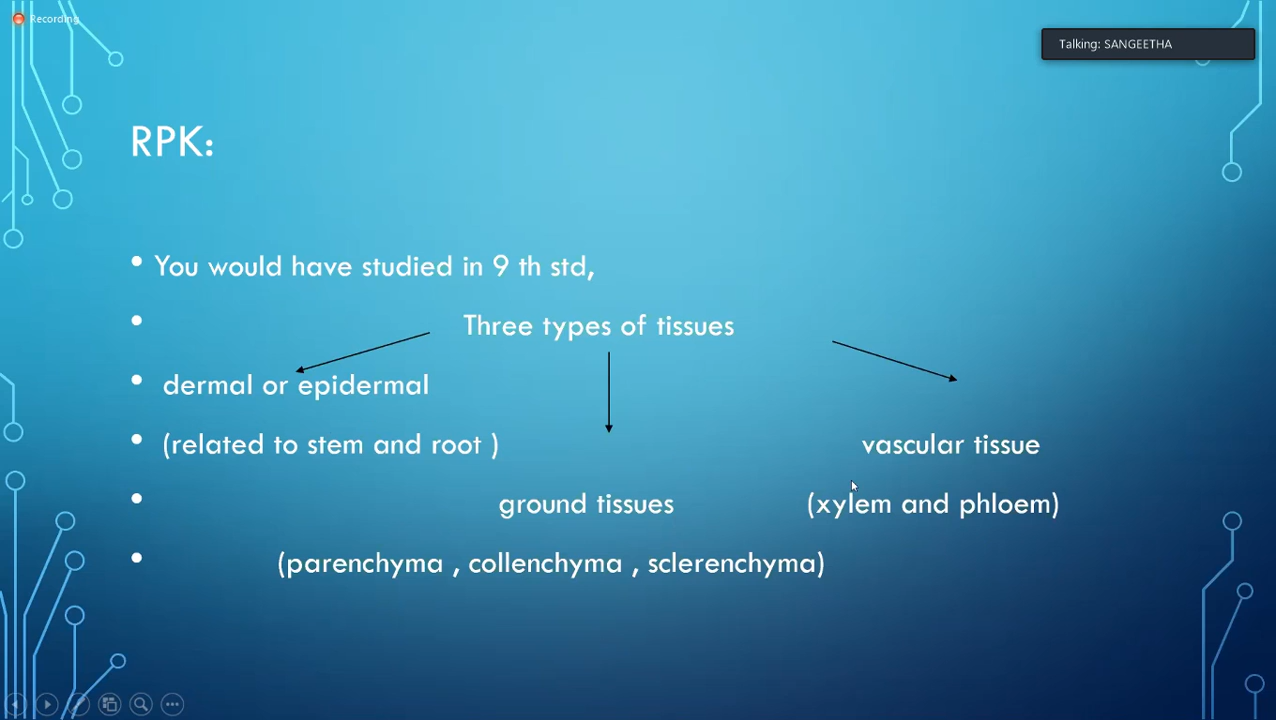 Recording
Talking: SANGEETHA
RPK:
You would have studied in 9 th std,
Three types of tissues
dermal or epidermal
(related to stem and root ) vascular tissue
ground tissues (xylem and phloem)
(parenchyma , collenchyma , sclerenchyma)